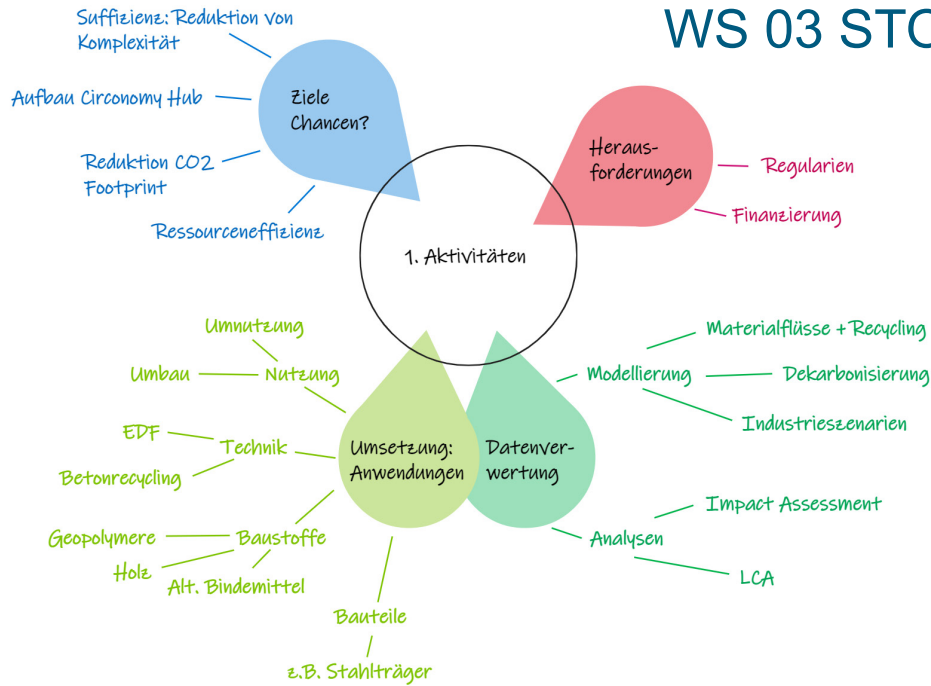 WS 03 STO
Suffizienz: Reduktion von
Komplexität
Aufbau Circonomy Hub
Reduktion CO2
Footprint
Ressourceneffizienz
Ziele
Chancen?
Heraus-
forderungen
Regularien
Finanzierung
1. Aktivitäten
Umnutzung
Umbau
Nutzung
EDF
Technik
Betonrecycling
Geopolymere
Baustoffe
Holz
Alt. Bindemittel
Bauteile
z.B. Stahlträger
Umsetzung:
Anwendungen
Datenver-
wertung
Modellierung
Materialflüsse + Recycling
Dekarbonisierung
Industrieszenarien
Analysen
Impact Assessment
LCA